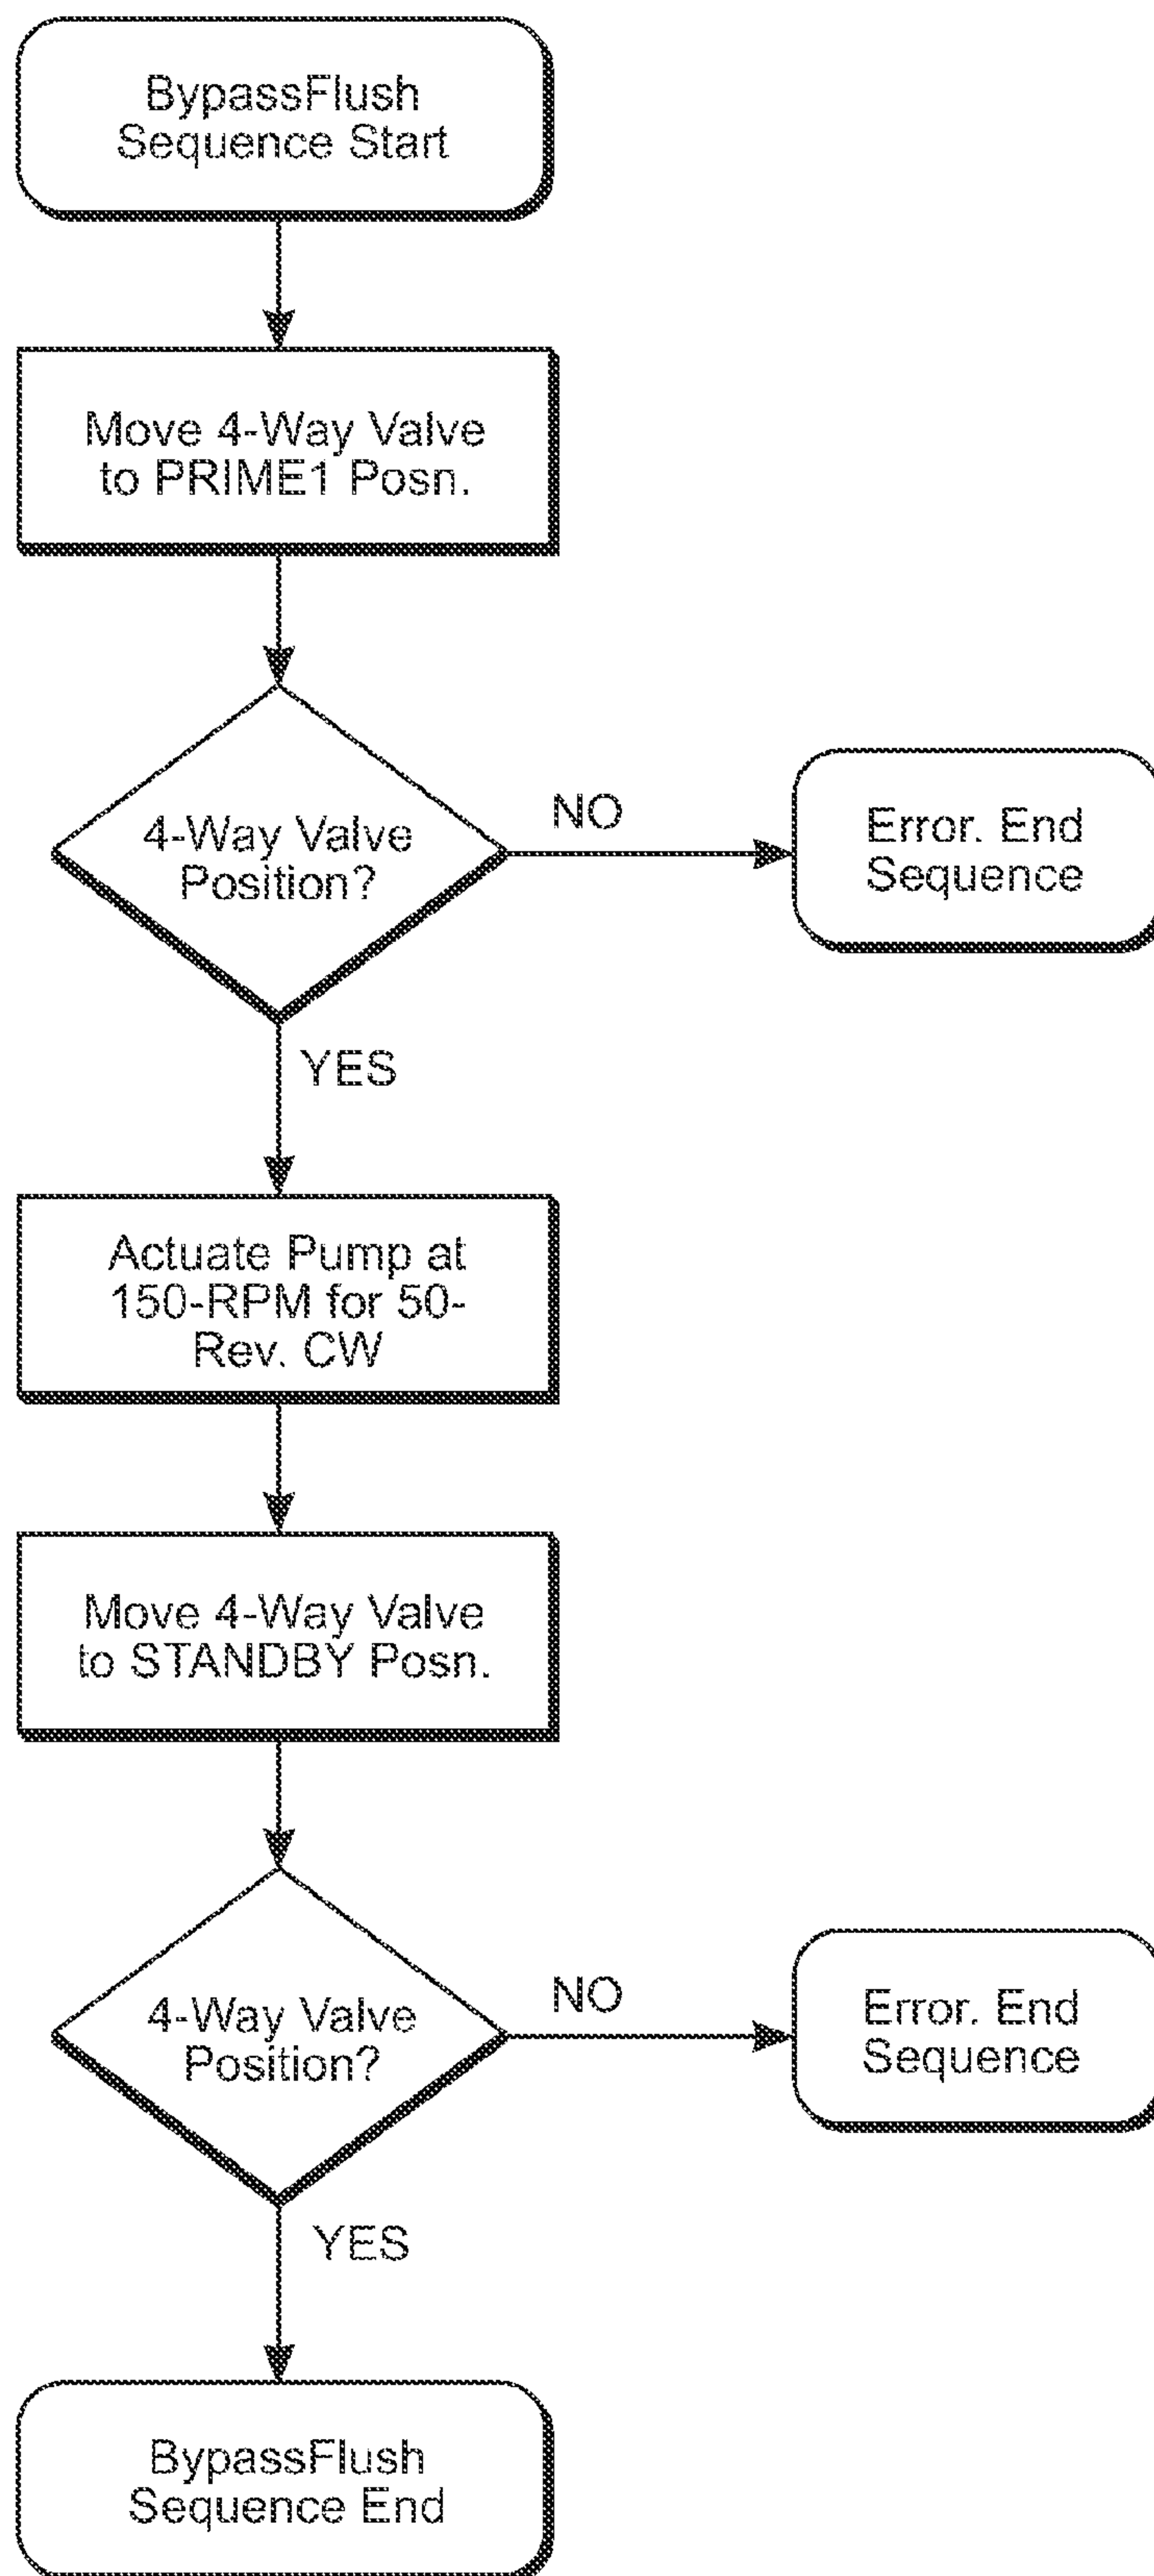 BypassFlush
Sequence Start
Move 4-Way Valve
to PRIME1 Posn.
4-Way Valve
Position?
NO
Error. End
Sequence
YES
Actuate Pump at
150-RPM for 50-
Rev. CW
Move 4-Way Valve
to STANDBY Posn.
4-Way Valve
Position?
NO
Error. End
Sequence
YES
BypassFlush
Sequence End